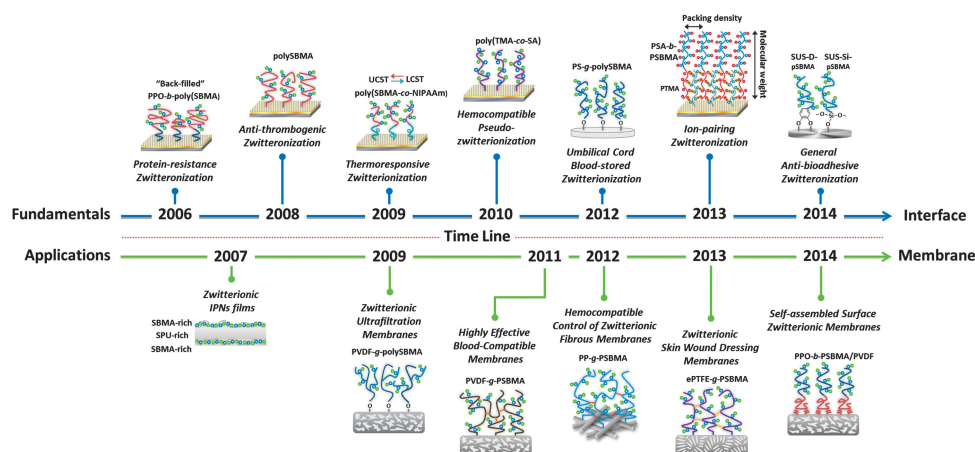 "Back-filled"
PPO-b-poly(SBMA)
Protein-resistance
Zwitteronization
polySBMA
Anti-thrombogenic
Zwitteronization
UCST LCST
poly(SBMA-co-NIPAAm)
Thermoresponsive
Zwitterionization
poly(TMA-co-SA)
Hemocompatible
Pseudo-
zwitterionization
PS-g-polySBMA
O O O
Umbilical Cord
Blood-stored
Zwitterionization
Packing density
PSA-b-
PSBMA
PTMA
Molecular weight
Ion-pairing
Zwitteronization
SUS-D-
pSBMA
SUS-Si-
pSBMA
General
Anti-bioadhesive
Zwitteronization
Fundamentals 2006 2008 2009 2010 2012 2013 2014 Interface
Time Line
Applications 2007 2009 2011 2012 2013 2014 Membrane
Zwitterionic
IPNs films
SBMA-rich
SPU-rich
SBMA-rich
Zwitterionic
Ultrafiltration
Membranes
PVDF-g-polySBMA
O O O
Highly Effective
Blood-Compatible
Membranes
PVDF-g-PSBMA
Hemocompatible
Control of Zwitterionic
Fibrous Membranes
PP-g-PSBMA
Zwitterionic
Skin Wound Dressing
Membranes
ePTFE-g-PSBMA
Self-assembled Surface
Zwitterionic Membranes
PPO-b-PSBMA/PVDF